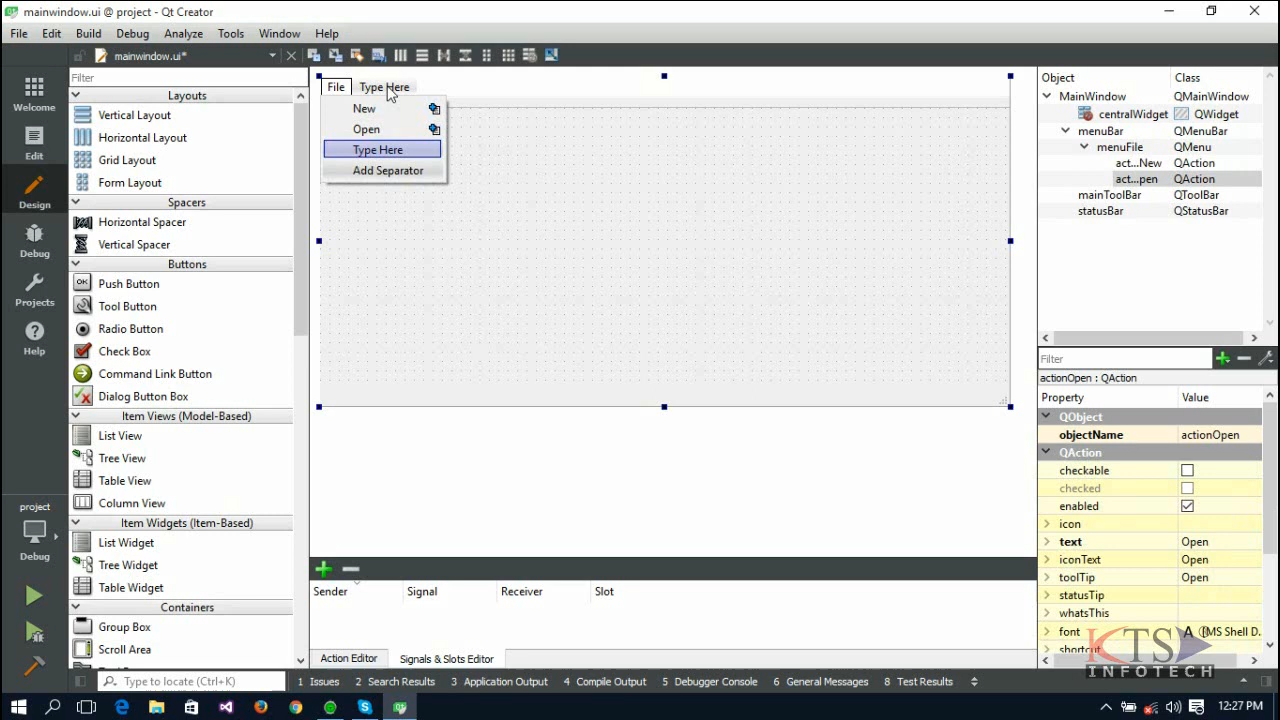 mainwindow.ui @ project - Qt Creator
File Edit Build Debug Analyze Tools Window Help
mainwindow.ui*
Welcome
Edit
Design
Debug
Projects
Help
project
Debug
Filter
Layouts
Vertical Layout
Horizontal Layout
Grid Layout
Form Layout
Spacers
Horizontal Spacer
Vertical Spacer
Buttons
OK
Push Button
Tool Button
Radio Button
Check Box
Command Link Button
Dialog Button Box
Item Views (Model-Based)
List View
Tree View
Table View
Column View
Item Widgets (Item-Based)
List Widget
Tree Widget
Table Widget
Containers
Group Box
Scroll Area
File Type Here
New
Open
Type Here
Add Separator
Sender Signal Receiver Slot
Action Editor Signals & Slots Editor
Object Class
MainWindow QMainWindow
centralWidget QWidget
menuBar QMenuBar
menuFile QMenu
act...New QAction
act...pen QAction
mainToolBar QToolBar
statusBar QStatusBar
Filter
actionOpen : QAction
Property Value
QObject
objectName actionOpen
QAction
checkable
checked
enabled
icon
text Open
iconText Open
toolTip Open
statusTip
whatsThis
font A [MS Shell D...
shortcut
KTS
INFOTECH
Type to locate (Ctrl+K)
1 Issues 2 Search Results 3 Application Output 4 Compile Output 5 Debugger Console 6 General Messages 8 Test Results
12:27 PM